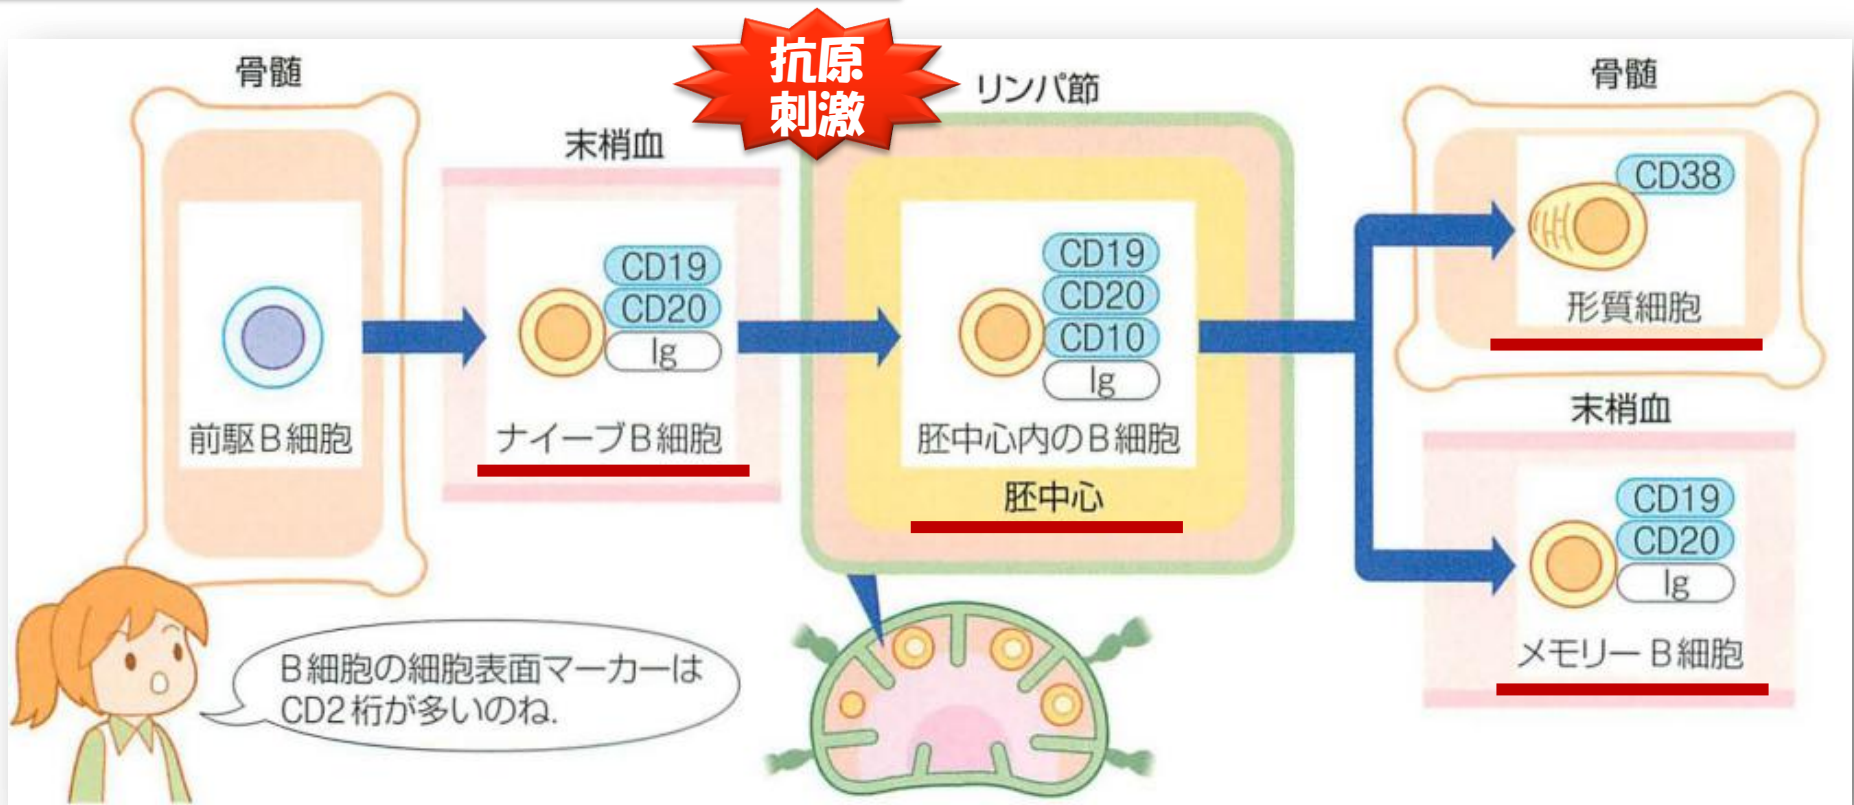 骨髄
前駆B細胞
末梢血
CD19
CD20
Ig
ナイーブB細胞
抗原
刺激
リンパ節
CD19
CD20
CD10
Ig
胚中心内のB細胞
胚中心
骨髄
CD38
形質細胞
末梢血
CD19
CD20
Ig
メモリーB細胞
B細胞の細胞表面マーカーは
CD2桁が多いのね.